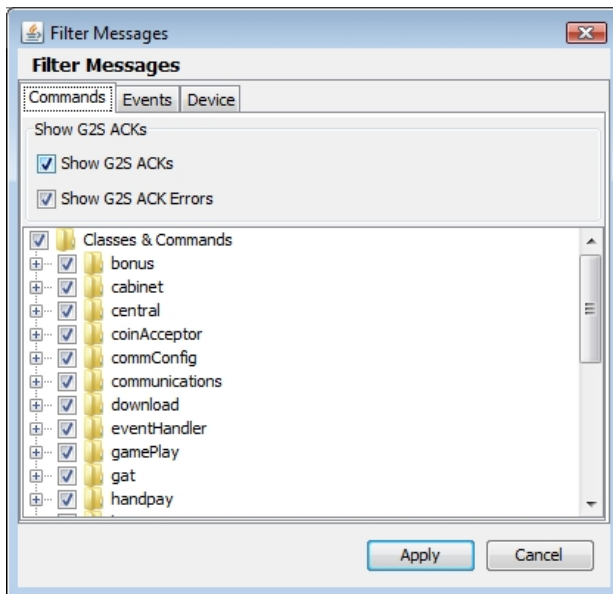 Filter Messages
Filter Messages
Commands Events Device
Show G2S ACKs
Show G2S ACKs
Show G2S ACK Errors
Classes & Commands
bonus
cabinet
central
coinAcceptor
commConfig
communications
download
eventHandler
gamePlay
gat
handpay
Apply Cancel